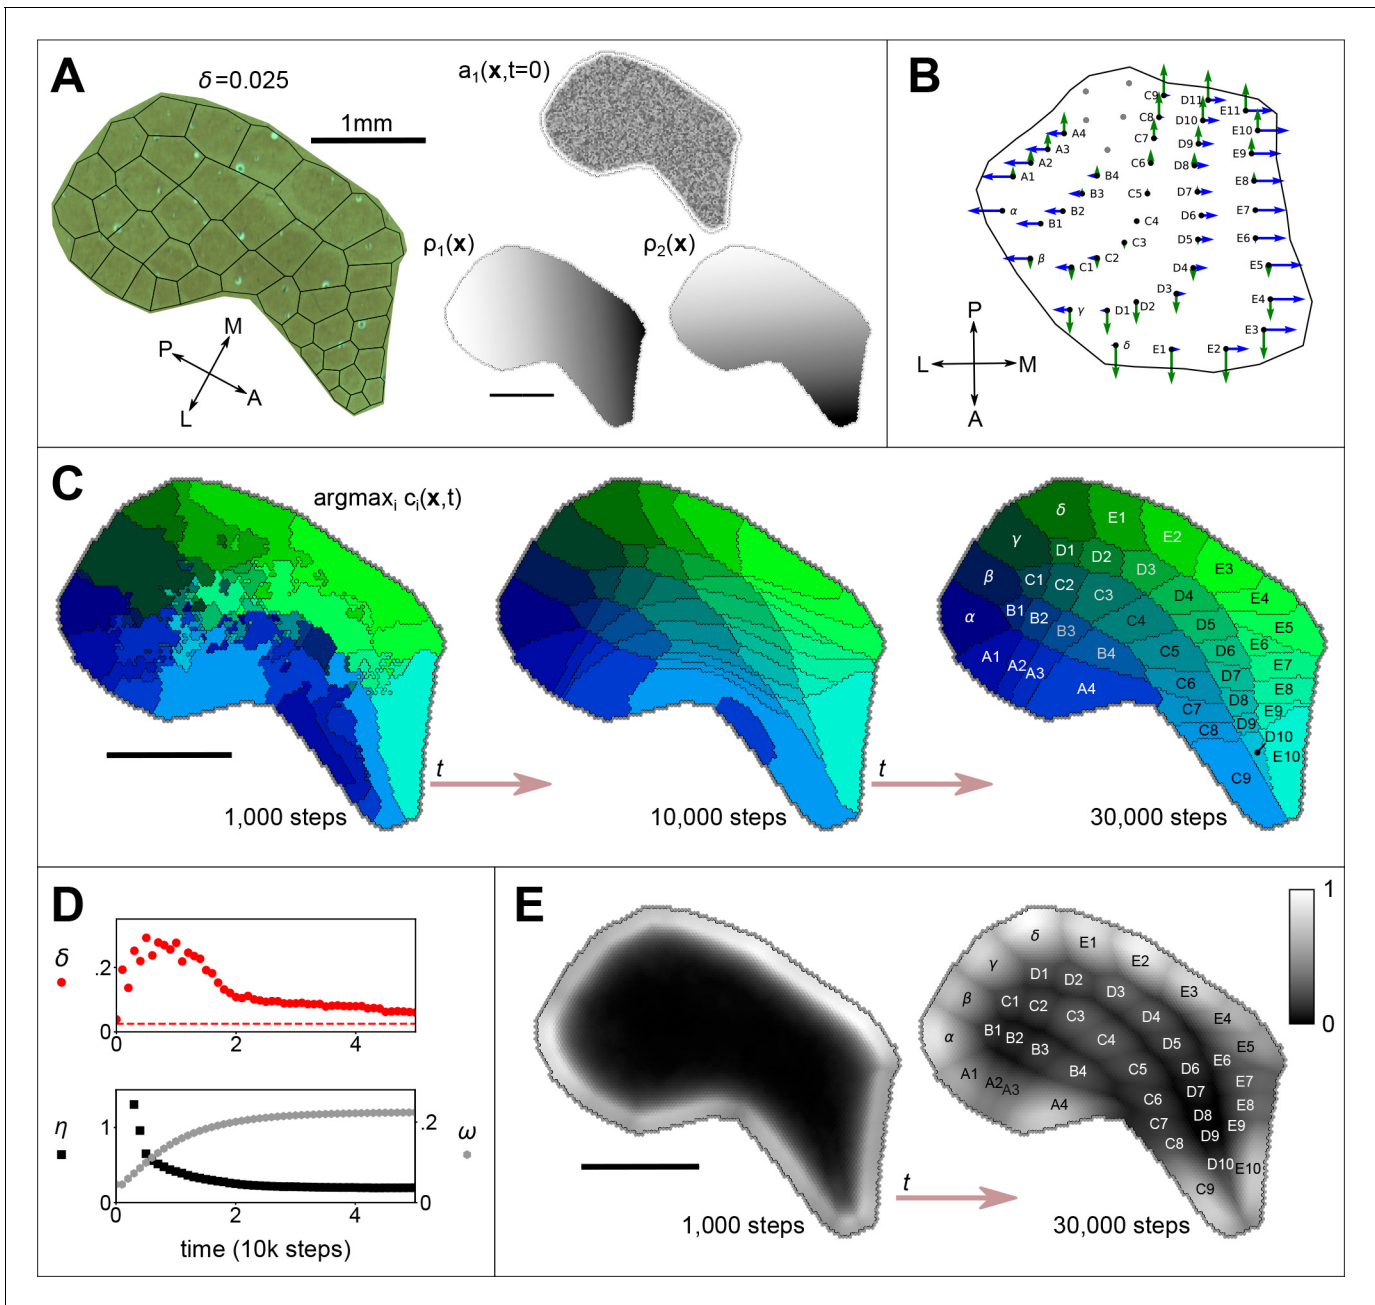 A
δ=0.025
1mm
P
M
L
A
a₁(x,t=0)
ρ₁(x)
ρ₂(x)
B
C9
D11
E11
C8
D10
E10
A4
C7
D9
E9
A3
A2
C6
D8
A1
B4
E8
B3
C5
D7
α
B2
D6
E7
B1
C4
D5
E6
C3
β
C1
C2
D4
E5
D3
E4
γ
D1
D2
E3
δ
E1
E2
P
L
M
A
C
argmaxᵢ cᵢ(x,t)
1,000 steps
t
10,000 steps
t
δ
E1
E2
γ
D1
D2
D3
E3
β
C1
C2
C3
D4
E4
α
B1
B2
B3
C4
D5
E5
A1
A2
A3
B4
C5
D6
E6
A4
C6
D7
E7
C7
D8
E8
C8
D9
E9
D10
C9
E10
30,000 steps
D
δ
.2
0
0
2
4
η
1
0
.2
0
ω
0
2
4
time (10k steps)
E
1,000 steps
t
1
0
δ
E1
E2
γ
D1
D2
D3
E3
β
C1
C2
C3
D4
E4
α
B1
B2
B3
C4
D5
E5
A1
A2
A3
B4
C5
D6
E6
A4
C6
D7
E7
C7
D8
E8
C8
D9
E9
D10
E10
C9
30,000 steps